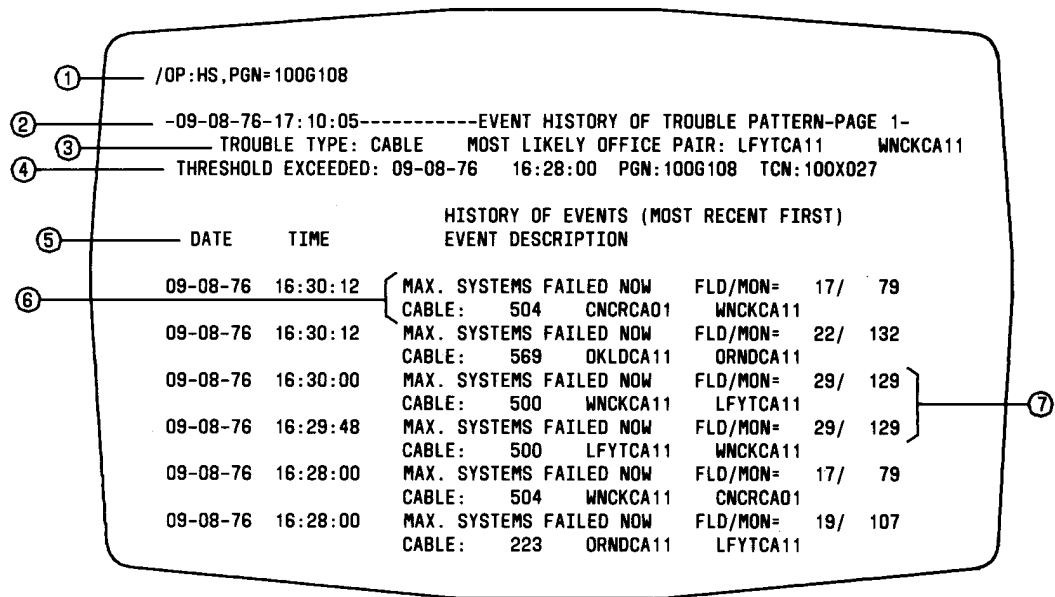 ① /OP:HS,PGN=100G108
② -09-08-76-17:10:05-----------EVENT HISTORY OF TROUBLE PATTERN-PAGE 1-
③ TROUBLE TYPE: CABLE MOST LIKELY OFFICE PAIR: LFYTCA11 WNCKCA11
④ THRESHOLD EXCEEDED: 09-08-76 16:28:00 PGN:100G108 TCN:100X027
HISTORY OF EVENTS (MOST RECENT FIRST)
⑤ DATE TIME EVENT DESCRIPTION
09-08-76 16:30:12 MAX. SYSTEMS FAILED NOW FLD/MON= 17/ 79
⑥ CABLE: 504 CNCRCA01 WNCKCA11
09-08-76 16:30:12 MAX. SYSTEMS FAILED NOW FLD/MON= 22/ 132
CABLE: 569 OKLDCA11 ORNDCA11
09-08-76 16:30:00 MAX. SYSTEMS FAILED NOW FLD/MON= 29/ 129
CABLE: 500 WNCKCA11 LFYTCA11 ⑦
09-08-76 16:29:48 MAX. SYSTEMS FAILED NOW FLD/MON= 29/ 129
CABLE: 500 LFYTCA11 WNCKCA11
09-08-76 16:28:00 MAX. SYSTEMS FAILED NOW FLD/MON= 17/ 79
CABLE: 504 WNCKCA11 CNCRCA01
09-08-76 16:28:00 MAX. SYSTEMS FAILED NOW FLD/MON= 19/ 107
CABLE: 223 ORNDCA11 LFYTCA11